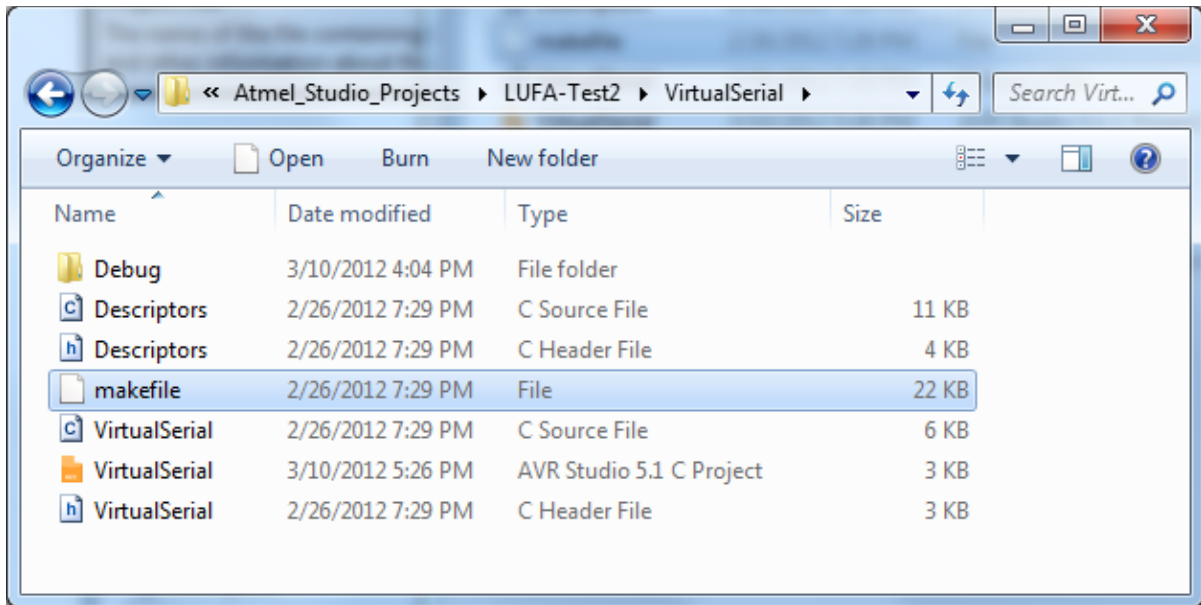 « Atmel_Studio_Projects ▸ LUFA-Test2 ▸ VirtualSerial ▸ Search Virt...
Organize ▾ Open Burn New folder
Name Date modified Type Size
Debug 3/10/2012 4:04 PM File folder
Descriptors 2/26/2012 7:29 PM C Source File 11 KB
Descriptors 2/26/2012 7:29 PM C Header File 4 KB
makefile 2/26/2012 7:29 PM File 22 KB
VirtualSerial 2/26/2012 7:29 PM C Source File 6 KB
VirtualSerial 3/10/2012 5:26 PM AVR Studio 5.1 C Project 3 KB
VirtualSerial 2/26/2012 7:29 PM C Header File 3 KB